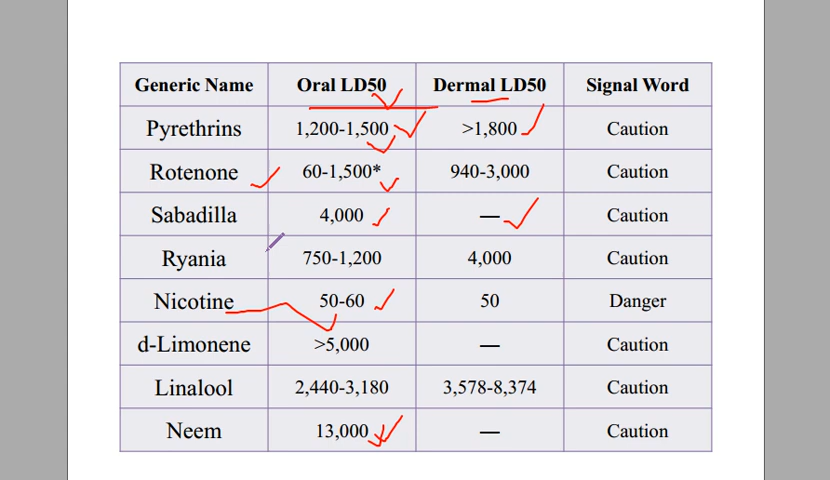 Generic Name Oral LD50 Dermal LD50 Signal Word
Pyrethrins 1,200-1,500 >1,800 Caution
Rotenone 60-1,500* 940-3,000 Caution
Sabadilla 4,000 — Caution
Ryania 750-1,200 4,000 Caution
Nicotine 50-60 50 Danger
d-Limonene >5,000 — Caution
Linalool 2,440-3,180 3,578-8,374 Caution
Neem 13,000 — Caution